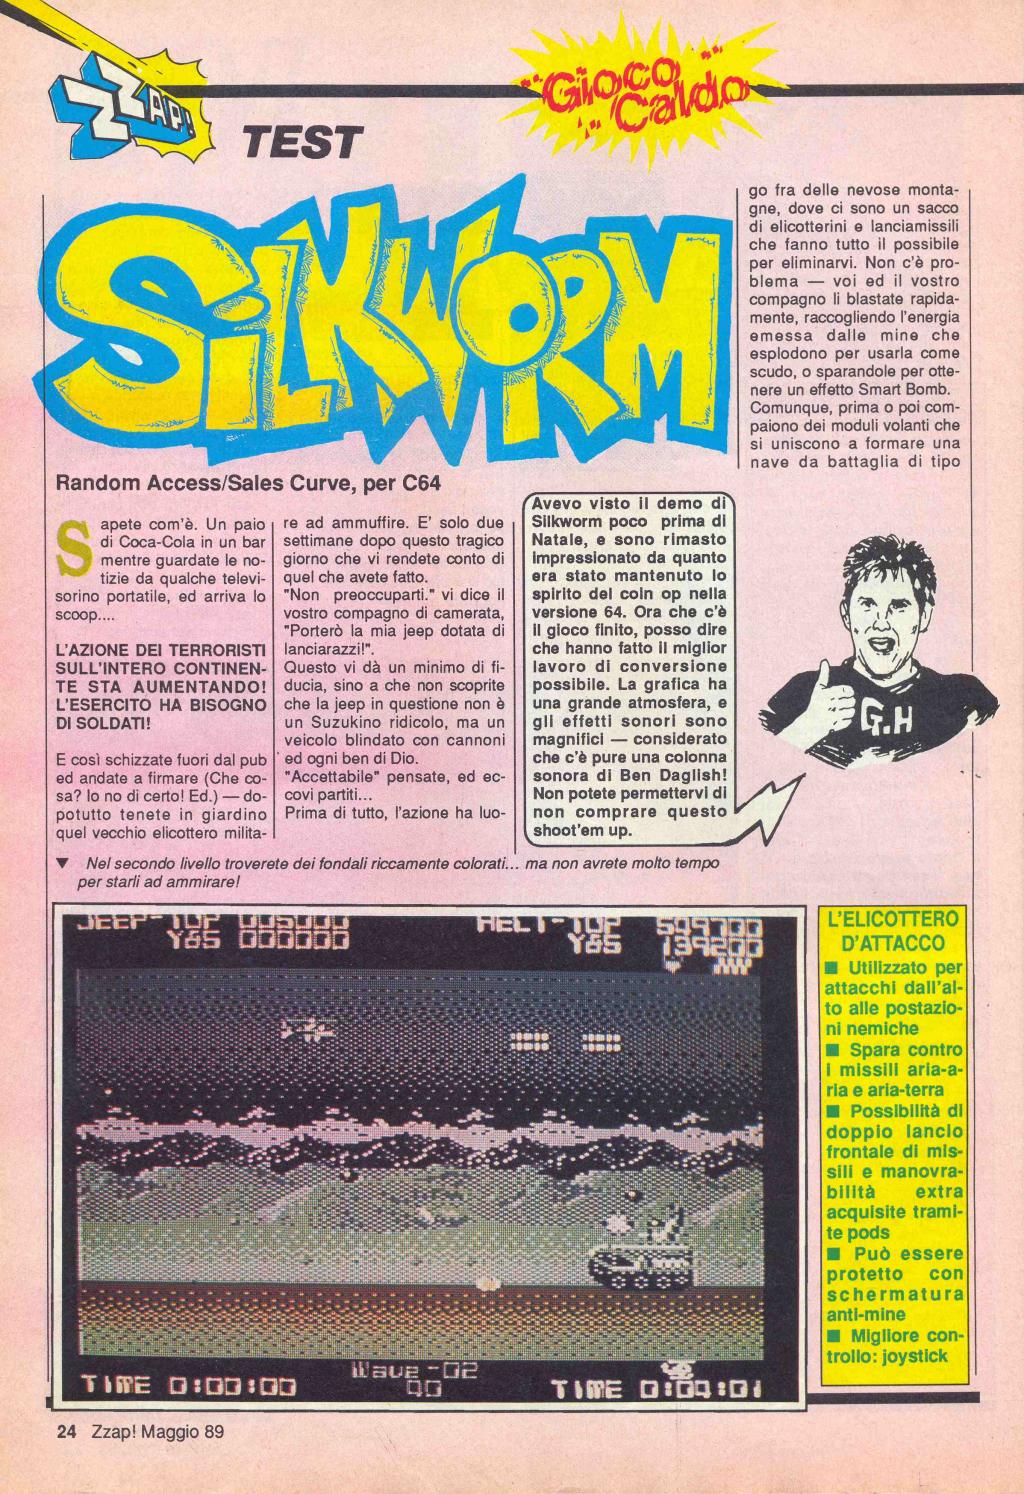 ZZAP!
TEST
Gioco
Caldo
SILKWORM
Random Access/Sales Curve, per C64
Sapete com'è. Un paio
di Coca-Cola in un bar
mentre guardate le no-
tizie da qualche televi-
sorino portatile, ed arriva lo
scoop....
L'AZIONE DEI TERRORISTI
SULL'INTERO CONTINEN-
TE STA AUMENTANDO!
L'ESERCITO HA BISOGNO
DI SOLDATI!
E così schizzate fuori dal pub
ed andate a firmare (Che co-
sa? Io no di certo! Ed.) — do-
potutto tenete in giardino
quel vecchio elicottero milita-
re ad ammuffire. E' solo due
settimane dopo questo tragico
giorno che vi rendete conto di
quel che avete fatto.
"Non preoccuparti." vi dice il
vostro compagno di camerata,
"Porterò la mia jeep dotata di
lanciarazzi!".
Questo vi dà un minimo di fi-
ducia, sino a che non scoprite
che la jeep in questione non è
un Suzukino ridicolo, ma un
veicolo blindato con cannoni
ed ogni ben di Dio.
"Accettabile" pensate, ed ec-
covi partiti...
Prima di tutto, l'azione ha luo-
go fra delle nevose monta-
gne, dove ci sono un sacco
di elicotterini e lanciamissili
che fanno tutto il possibile
per eliminarvi. Non c'è pro-
blema — voi ed il vostro
compagno li blastate rapida-
mente, raccogliendo l'energia
emessa dalle mine che
esplodono per usarla come
scudo, o sparandole per otte-
nere un effetto Smart Bomb.
Comunque, prima o poi com-
paiono dei moduli volanti che
si uniscono a formare una
nave da battaglia di tipo
Avevo visto il demo di
Silkworm poco prima di
Natale, e sono rimasto
impressionato da quanto
era stato mantenuto lo
spirito del coin op nella
versione 64. Ora che c'è
il gioco finito, posso dire
che hanno fatto il miglior
lavoro di conversione
possibile. La grafica ha
una grande atmosfera, e
gli effetti sonori sono
magnifici — considerato
che c'è pure una colonna
sonora di Ben Daglish!
Non potete permettervi di
non comprare questo
shoot'em up.
G.H
▼ Nel secondo livello troverete dei fondali riccamente colorati... ma non avrete molto tempo
per starli ad ammirare!
JEEP-TOP 005000 HELI-TOP 599700
Y&S 000000 Y&S 139200
Wave-02
90
TIME 0:00:00 TIME 0:04:01
L'ELICOTTERO
D'ATTACCO
■ Utilizzato per
attacchi dall'al-
to alle postazio-
ni nemiche
■ Spara contro
i missili aria-a-
ria e aria-terra
■ Possibilità di
doppio lancio
frontale di mis-
sili e manovra-
bilità extra
acquisite trami-
te pods
■ Può essere
protetto con
schermatura
anti-mine
■ Migliore con-
trollo: joystick
24 Zzap! Maggio 89